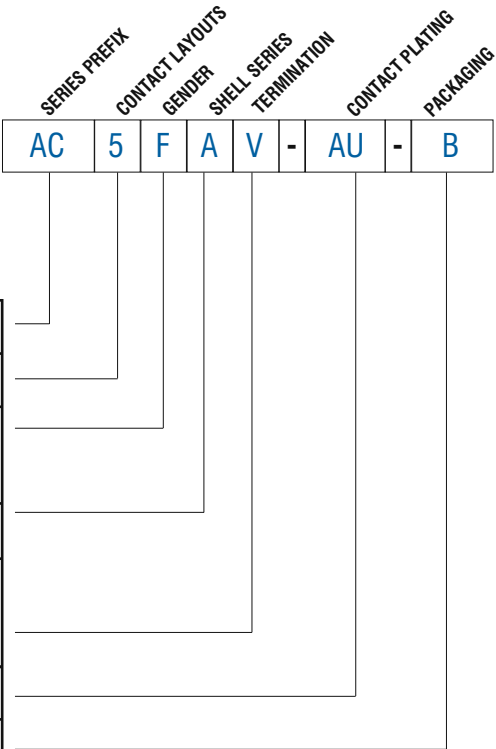 SERIES PREFIX
CONTACT LAYOUTS
GENDER
SHELL SERIES
TERMINATION
CONTACT PLATING
PACKAGING
AC 5 F A V - AU - B